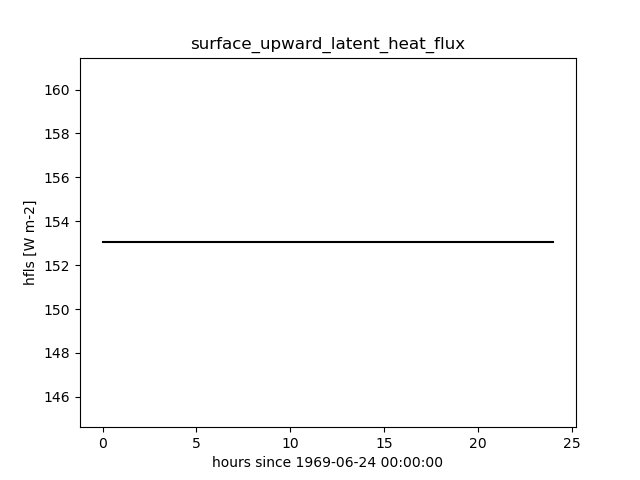 surface_upward_latent_heat_flux
160
158
156
154
152
150
148
146
hfls [W m-2]
0 5 10 15 20 25
hours since 1969-06-24 00:00:00